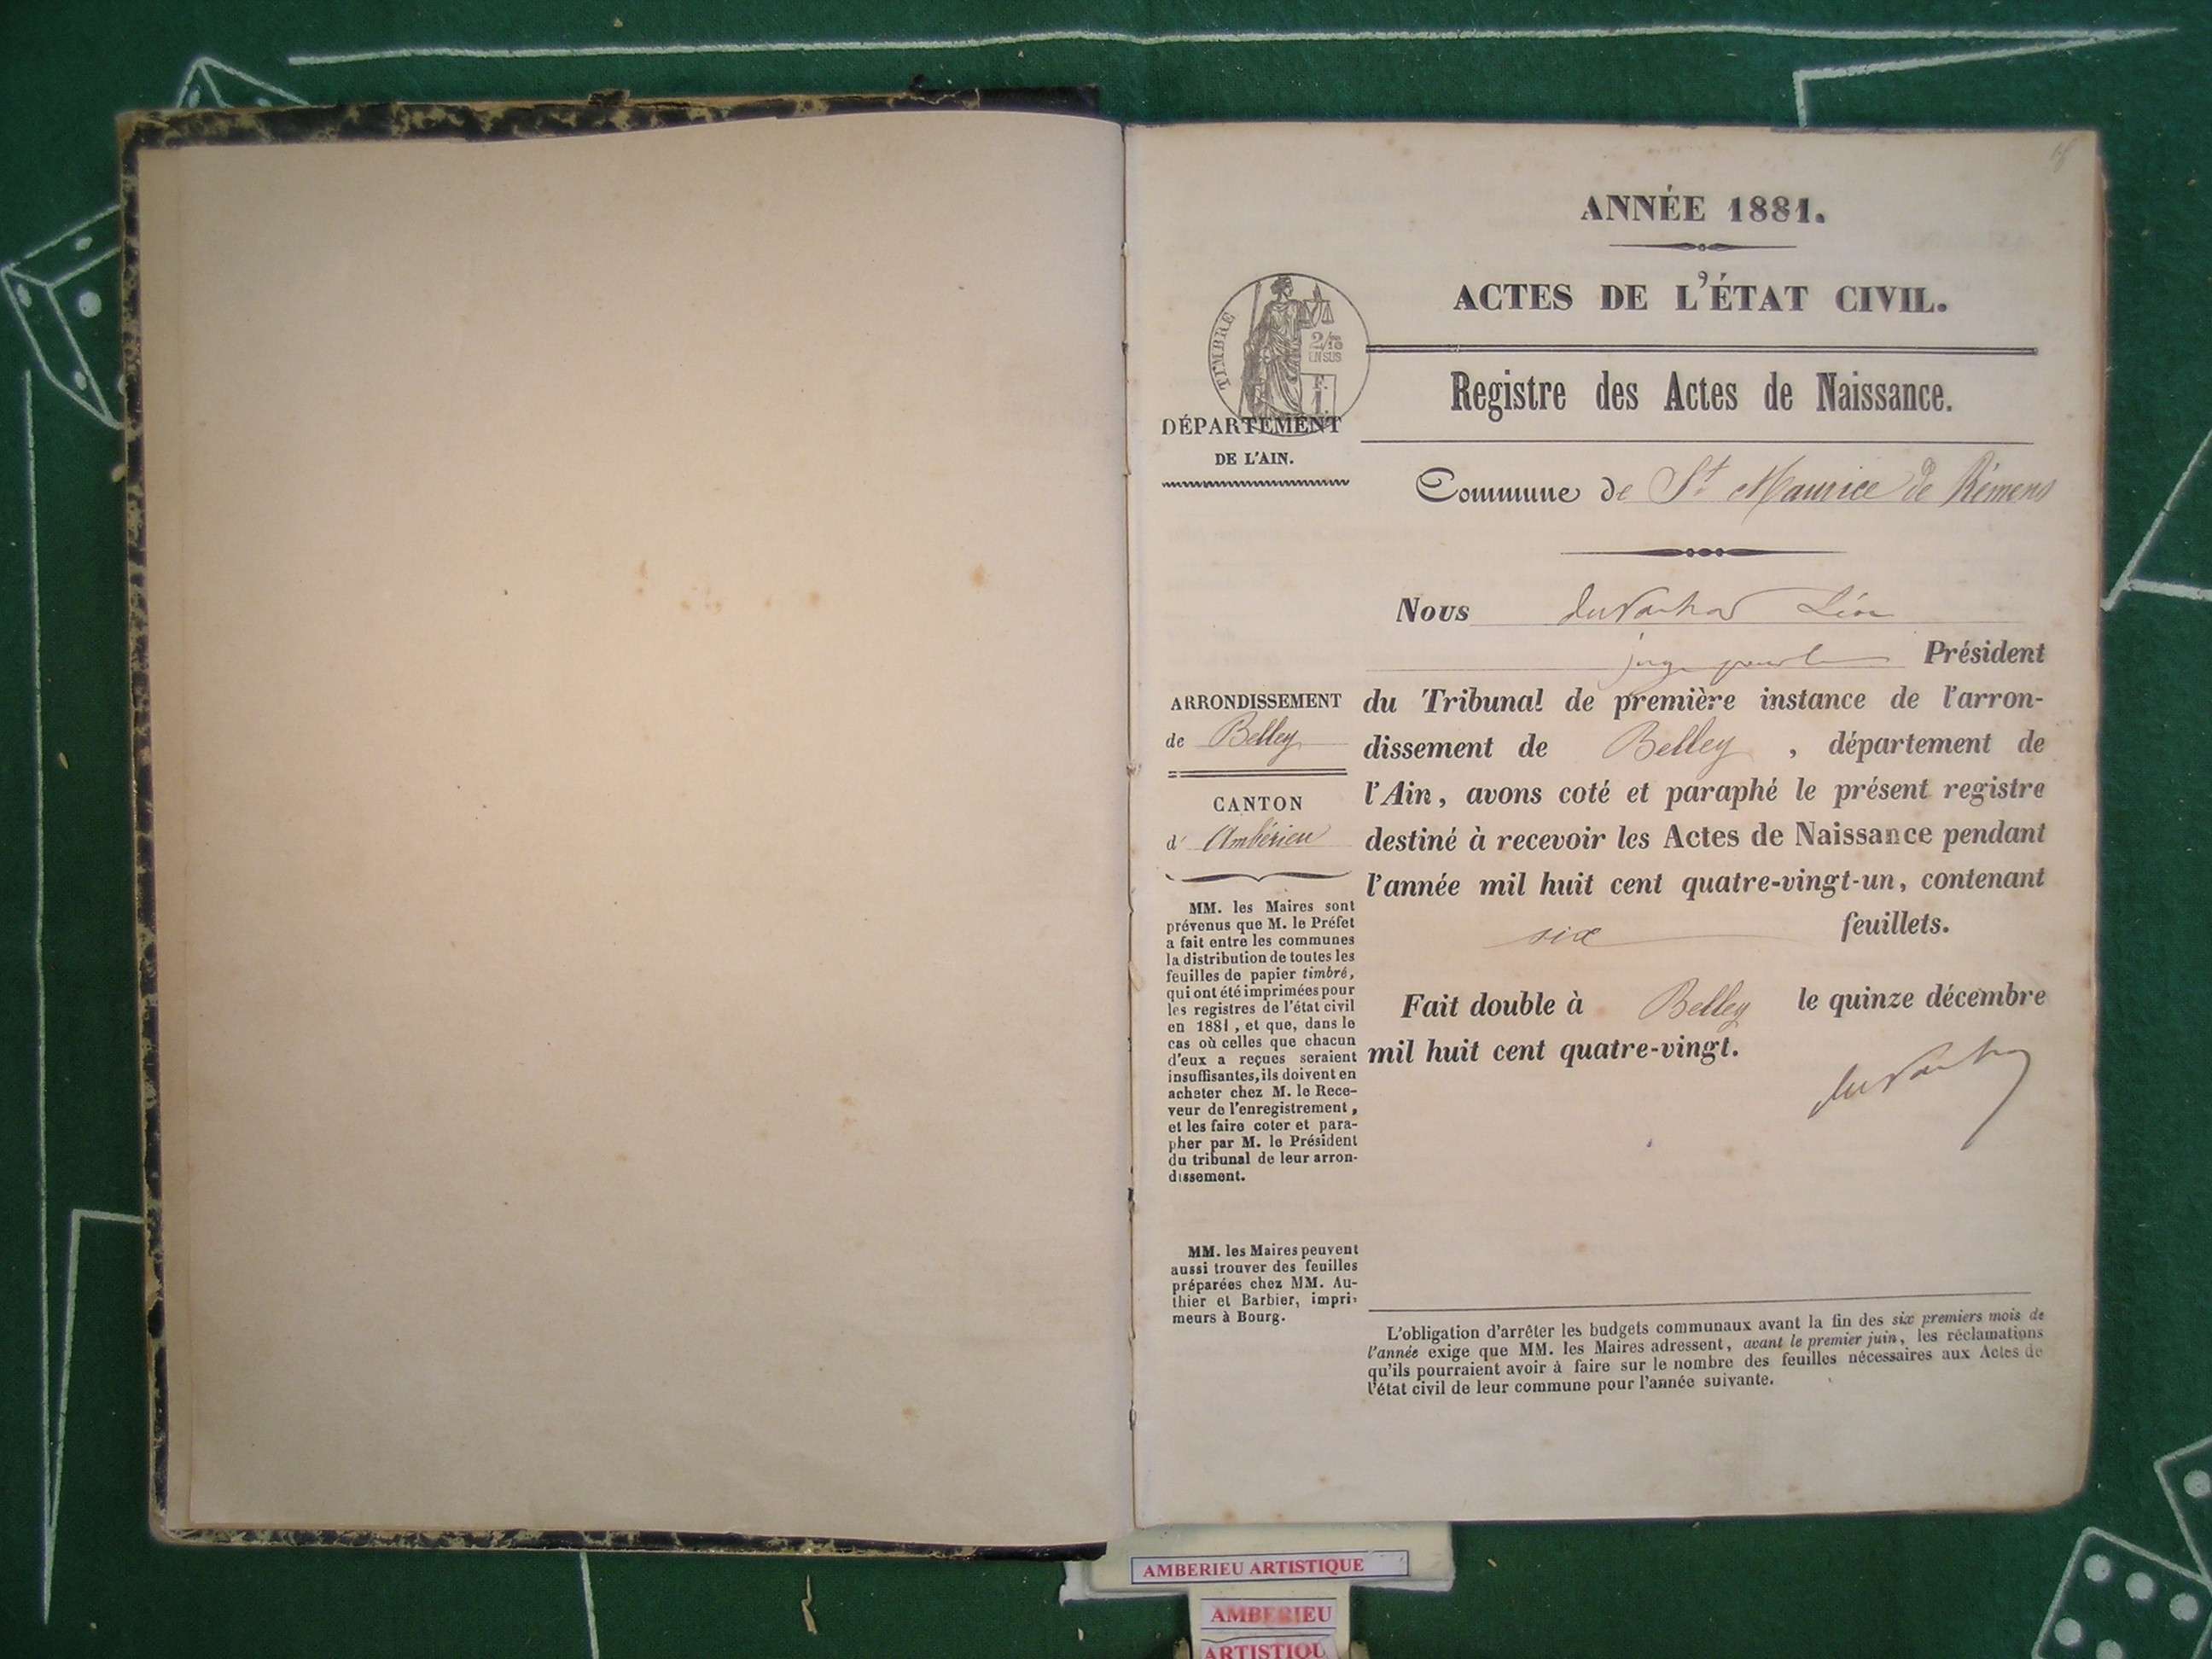 ANNÉE 1881.
ACTES DE L'ÉTAT CIVIL.
TIMBRE
2/10
EN SUS
Registre des Actes de Naissance.
DÉPARTEMENT
DE L'AIN.
Commune de St Maurice de Rémens
Nous Léon
juge pour le Président
ARRONDISSEMENT
de Belley
CANTON
d' Ambérieu
du Tribunal de première instance de l'arron-
dissement de Belley, département de
l'Ain, avons coté et paraphé le présent registre
destiné à recevoir les Actes de Naissance pendant
l'année mil huit cent quatre-vingt-un, contenant
six feuillets.
Fait double à Belley le quinze décembre
mil huit cent quatre-vingt.
MM. les Maires sont
prévenus que M. le Préfet
a fait entre les communes
la distribution de toutes les
feuilles de papier timbré,
qui ont été imprimées pour
les registres de l'état civil
en 1881, et que, dans le
cas où celles que chacun
d'eux a reçues seraient
insuffisantes, ils doivent en
acheter chez M. le Rece-
veur de l'enregistrement,
et les faire coter et para-
pher par M. le Président
du tribunal de leur arron-
dissement.
MM. les Maires peuvent
aussi trouver des feuilles
préparées chez MM. Au-
thier et Barbier, impri-
meurs à Bourg.
L'obligation d'arrêter les budgets communaux avant la fin des six premiers mois de
l'année exige que MM. les Maires adressent, avant le premier juin, les réclamations
qu'ils pourraient avoir à faire sur le nombre des feuilles nécessaires aux Actes de
l'état civil de leur commune pour l'année suivante.
AMBERIEU ARTISTIQUE
AMBERIEU
ARTISTIQU